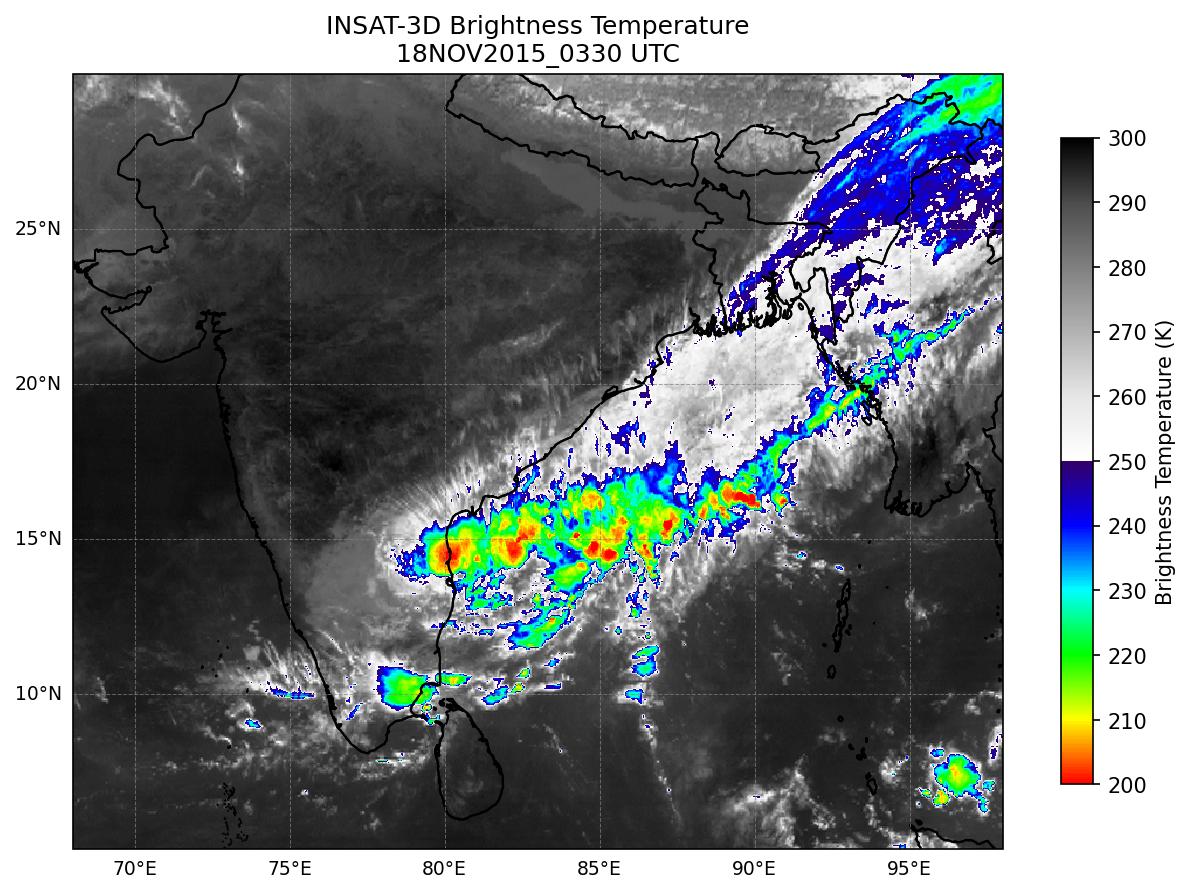 INSAT-3D Brightness Temperature
18NOV2015_0330 UTC
25°N
20°N
15°N
10°N
70°E
75°E
80°E
85°E
90°E
95°E
300
290
280
270
260
250
240
230
220
210
200
Brightness Temperature (K)